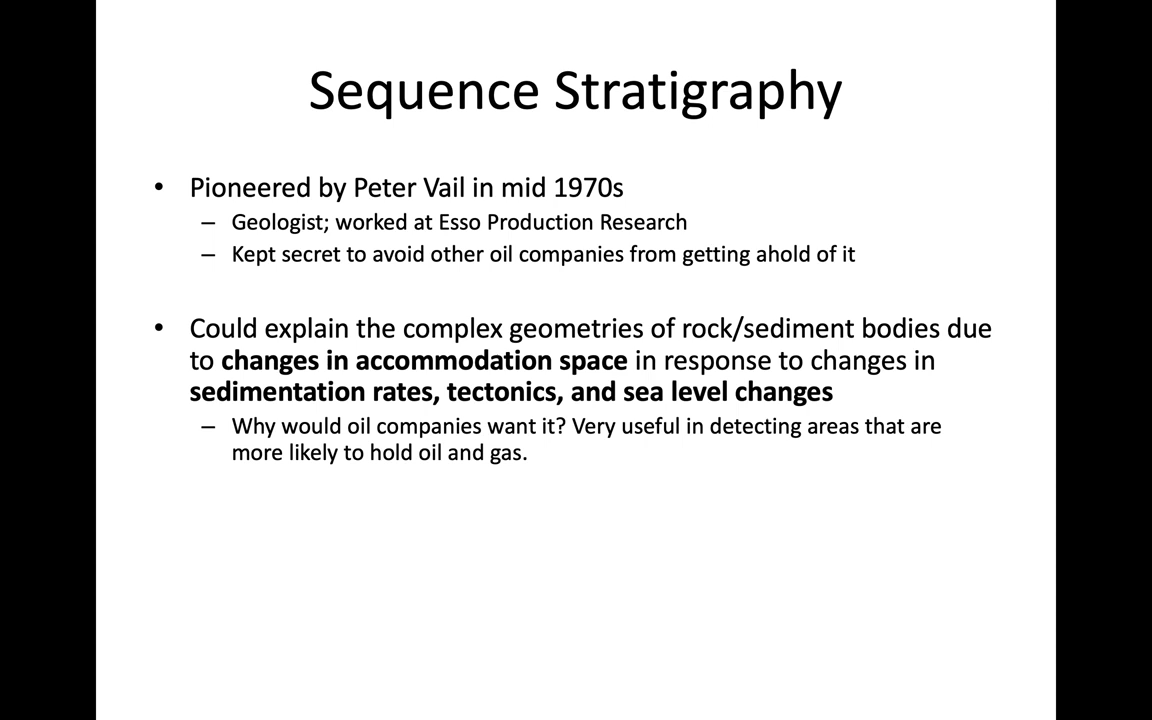 Sequence Stratigraphy
• Pioneered by Peter Vail in mid 1970s
– Geologist; worked at Esso Production Research
– Kept secret to avoid other oil companies from getting ahold of it
• Could explain the complex geometries of rock/sediment bodies due
to changes in accommodation space in response to changes in
sedimentation rates, tectonics, and sea level changes
– Why would oil companies want it? Very useful in detecting areas that are
more likely to hold oil and gas.